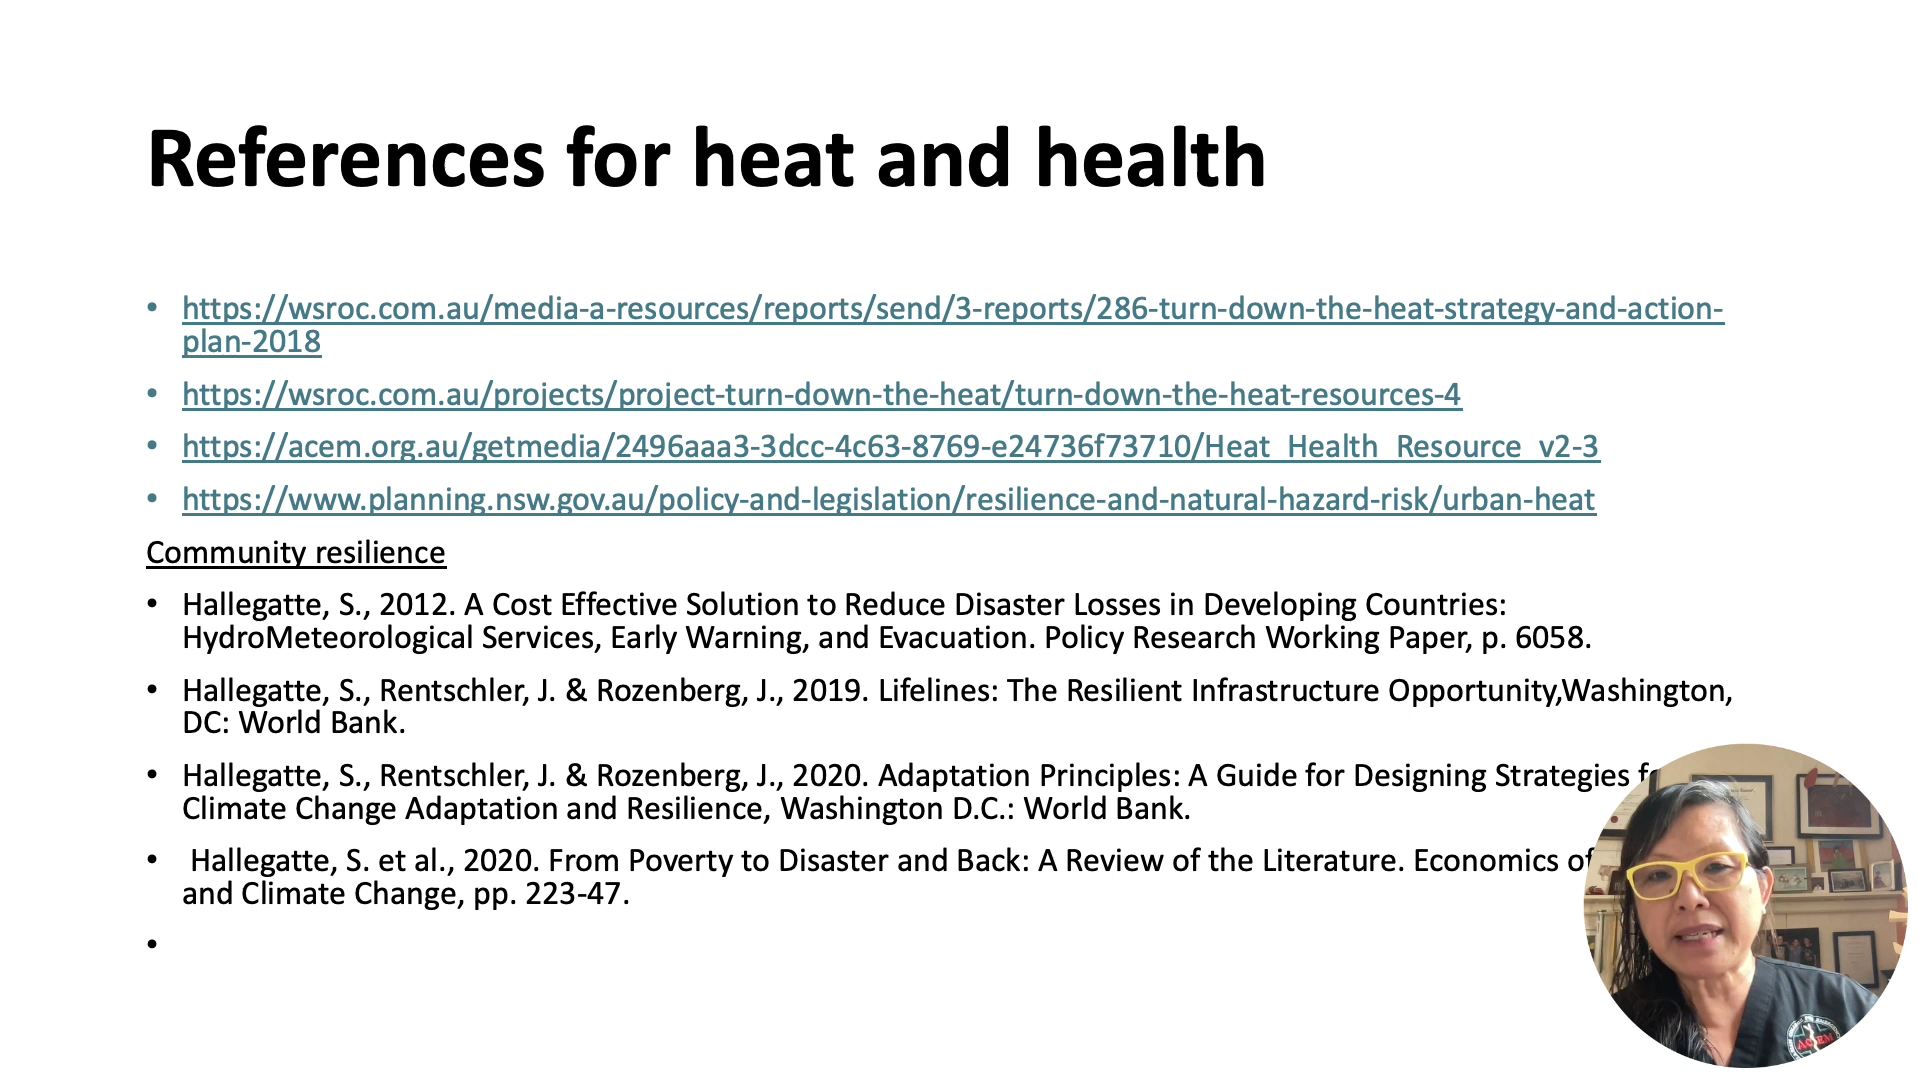 References for heat and health
• https://wsroc.com.au/media-a-resources/reports/send/3-reports/286-turn-down-the-heat-strategy-and-action-
plan-2018
• https://wsroc.com.au/projects/project-turn-down-the-heat/turn-down-the-heat-resources-4
• https://acem.org.au/getmedia/2496aaa3-3dcc-4c63-8769-e24736f73710/Heat_Health_Resource_v2-3
• https://www.planning.nsw.gov.au/policy-and-legislation/resilience-and-natural-hazard-risk/urban-heat
Community resilience
• Hallegatte, S., 2012. A Cost Effective Solution to Reduce Disaster Losses in Developing Countries:
HydroMeteorological Services, Early Warning, and Evacuation. Policy Research Working Paper, p. 6058.
• Hallegatte, S., Rentschler, J. & Rozenberg, J., 2019. Lifelines: The Resilient Infrastructure Opportunity,Washington,
DC: World Bank.
• Hallegatte, S., Rentschler, J. & Rozenberg, J., 2020. Adaptation Principles: A Guide for Designing Strategies
Climate Change Adaptation and Resilience, Washington D.C.: World Bank.
• Hallegatte, S. et al., 2020. From Poverty to Disaster and Back: A Review of the Literature. Economics of
and Climate Change, pp. 223-47.
•
ACEM